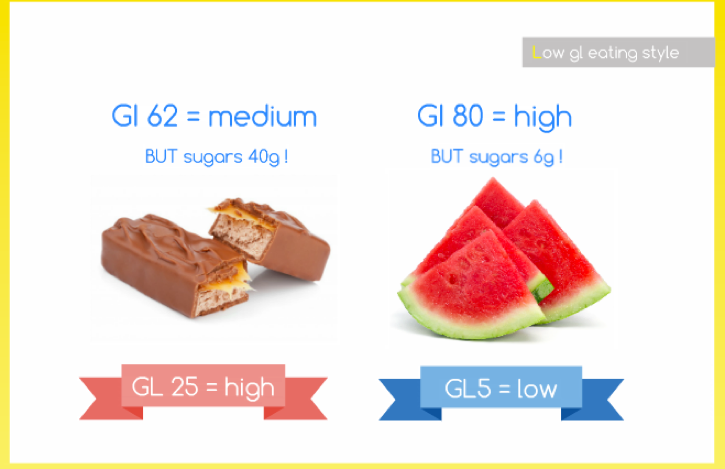 Low gl eating style
GI 62 = medium
BUT sugars 40g !
GI 80 = high
BUT sugars 6g !
GL 25 = high
GL5 = low